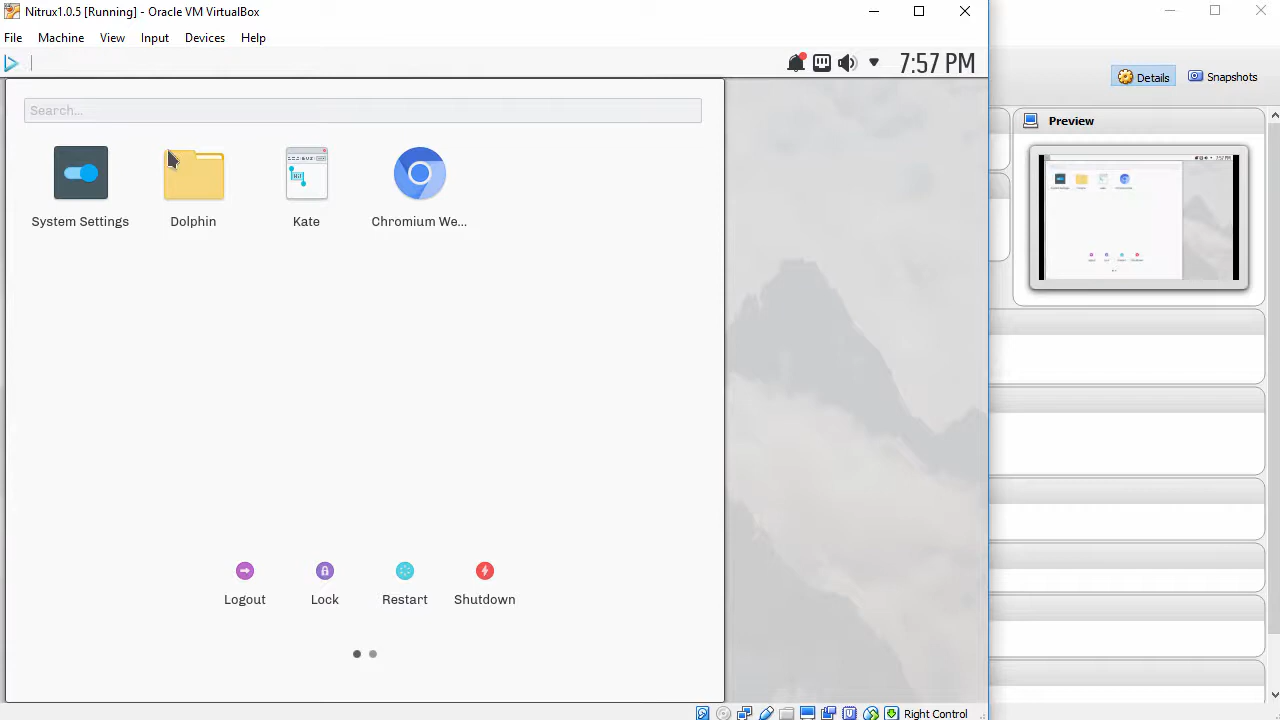 Nitrux1.0.5 [Running] - Oracle VM VirtualBox
File Machine View Input Devices Help
7:57 PM
Search...
System Settings
Dolphin
Kate
Chromium We...
Logout
Lock
Restart
Shutdown
Right Control
Details
Snapshots
Preview